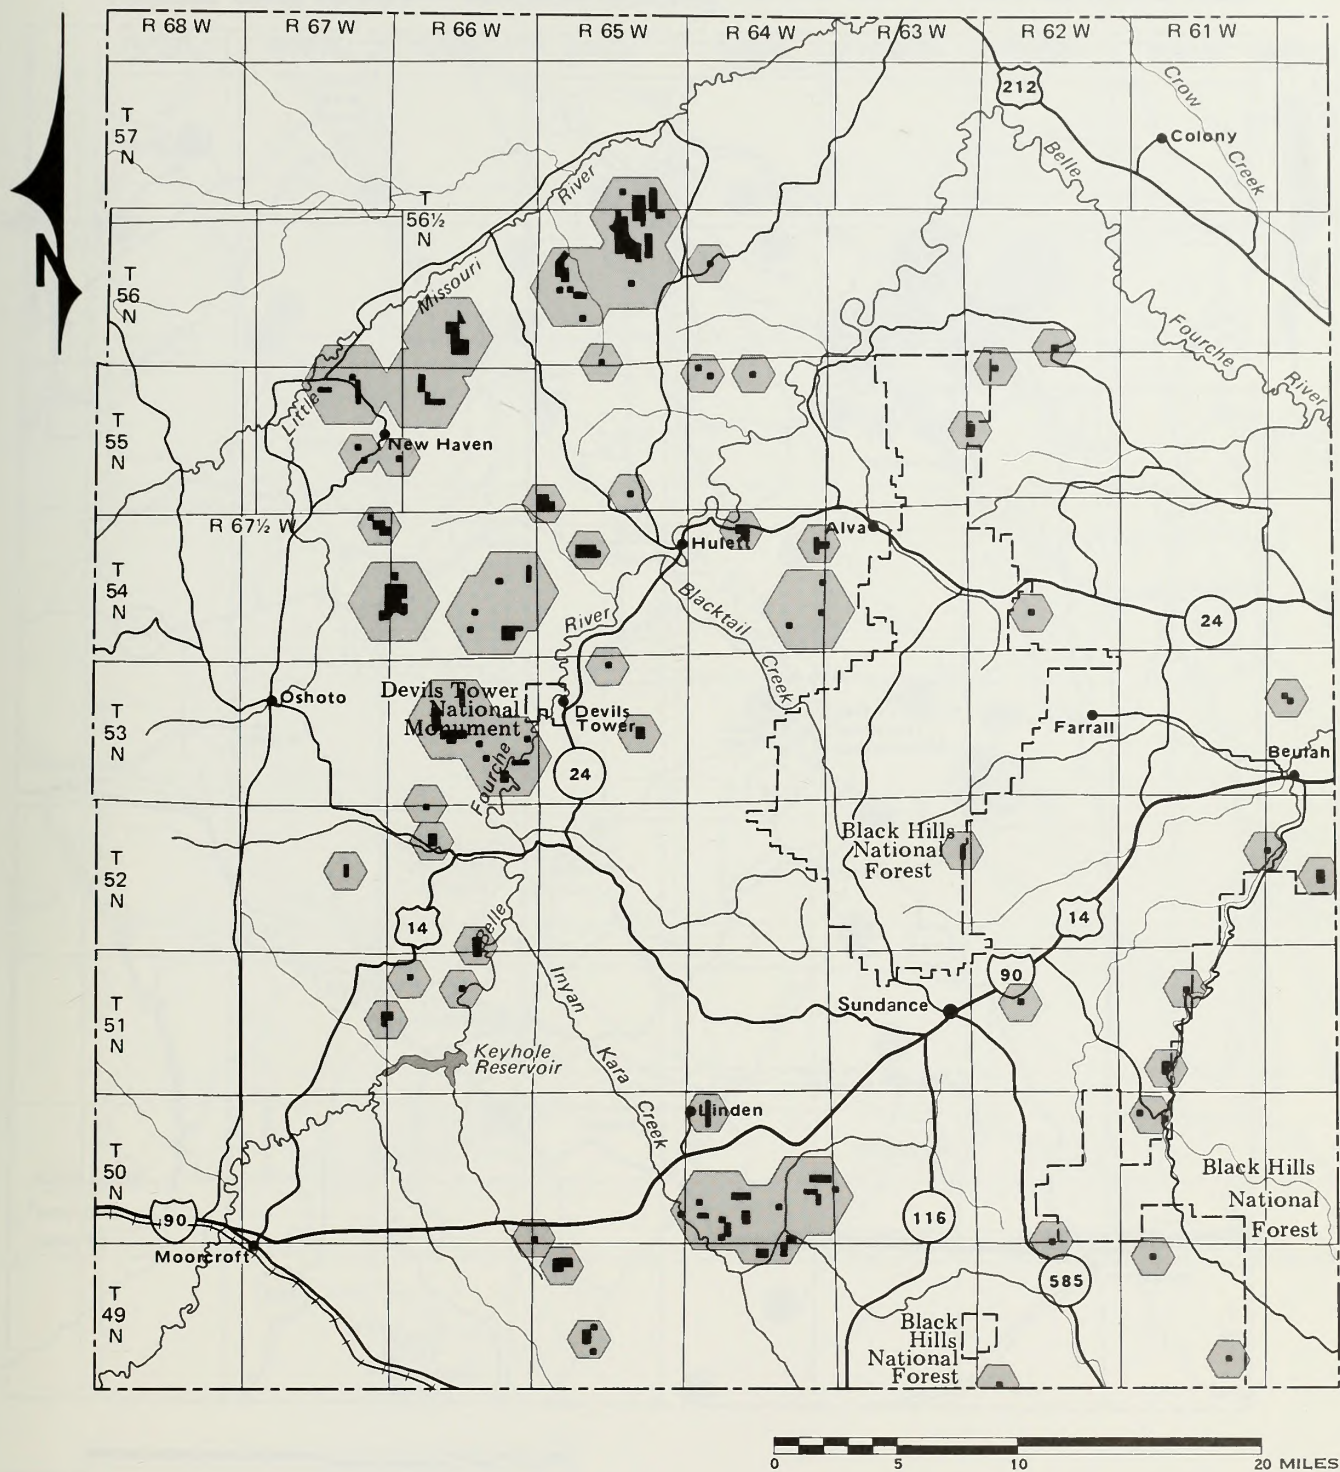 R 68 W
R 67 W
R 66 W
R 65 W
R 64 W
R 63 W
R 62 W
R 61 W
212
Crow
Creek
Colony
T
57
N
Belle
Fourche
River
River
T
56½
N
N
T
56
N
Missouri
Little
New Haven
T
55
N
R 67½ W
Hulett
Alva
T
54
N
Blacktail
Creek
River
24
Oshoto
Devils Tower
National
Monument
Devils
Tower
T
53
N
Farrall
Beulah
24
Fourche
Black Hills
National
Forest
T
52
N
14
14
Belle
90
Inyan
Kara
Creek
Sundance
T
51
N
Keyhole
Reservoir
Linden
T
50
N
Black Hills
National
Forest
90
116
Moorcroft
585
T
49
N
Black
Hills
National
Forest
0 5 10 20 MILES